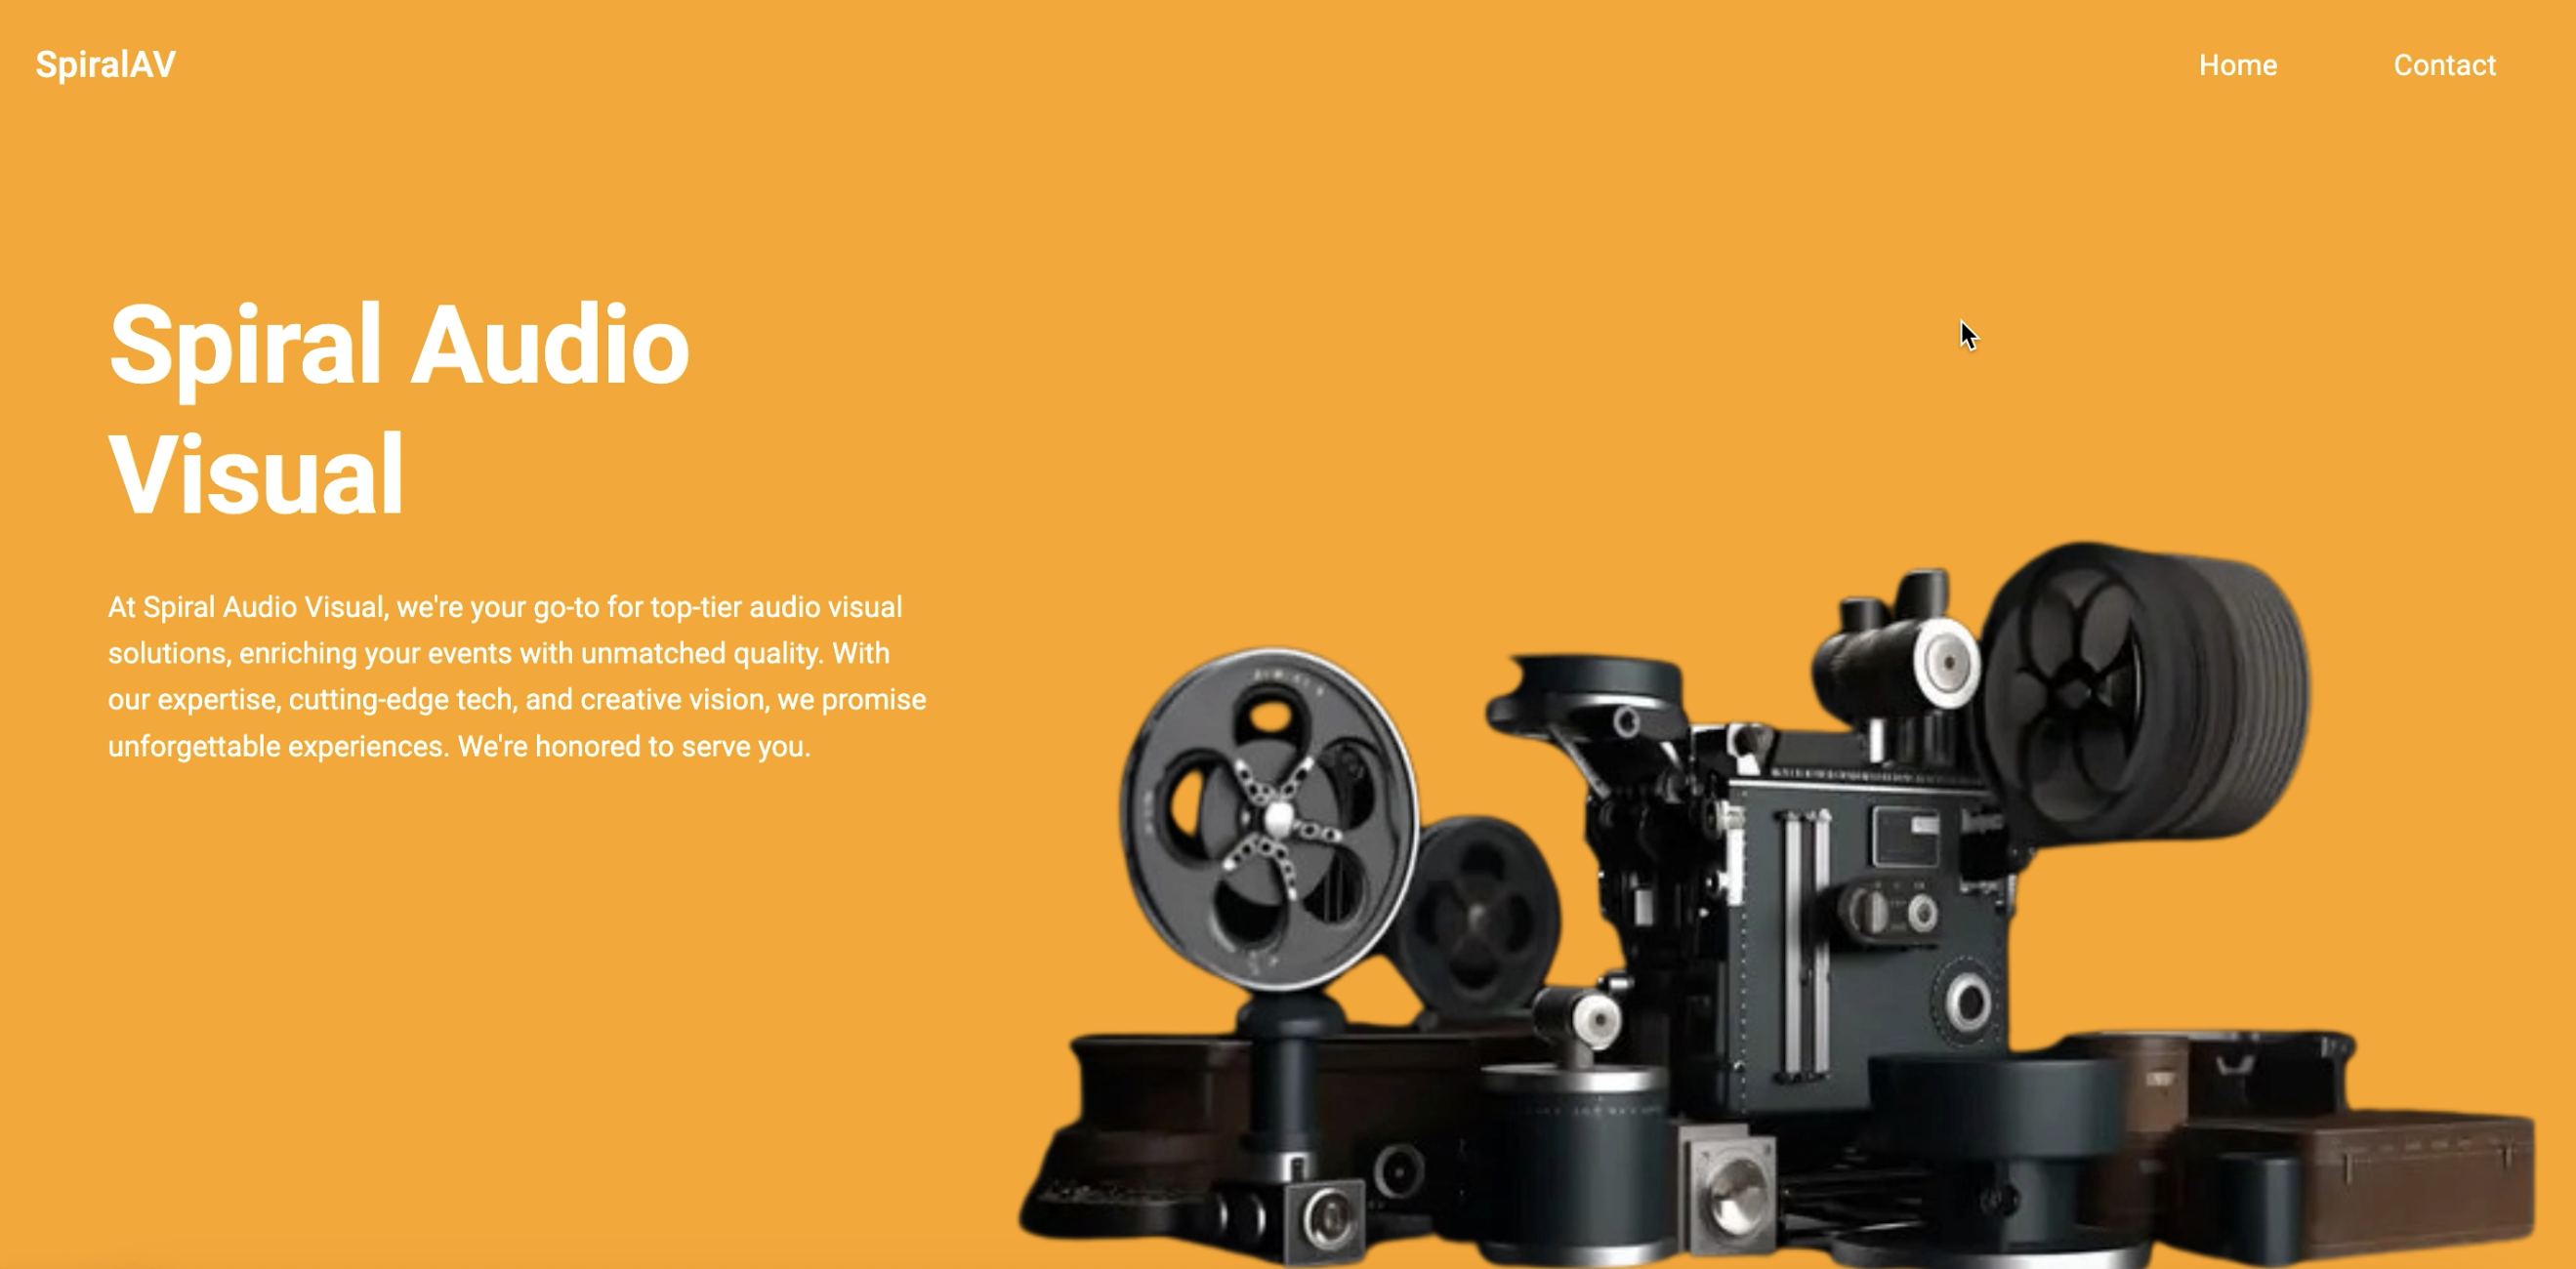 SpiralAV
Home
Contact
Spiral Audio
Visual
At Spiral Audio Visual, we're your go-to for top-tier audio visual
solutions, enriching your events with unmatched quality. With
our expertise, cutting-edge tech, and creative vision, we promise
unforgettable experiences. We're honored to serve you.